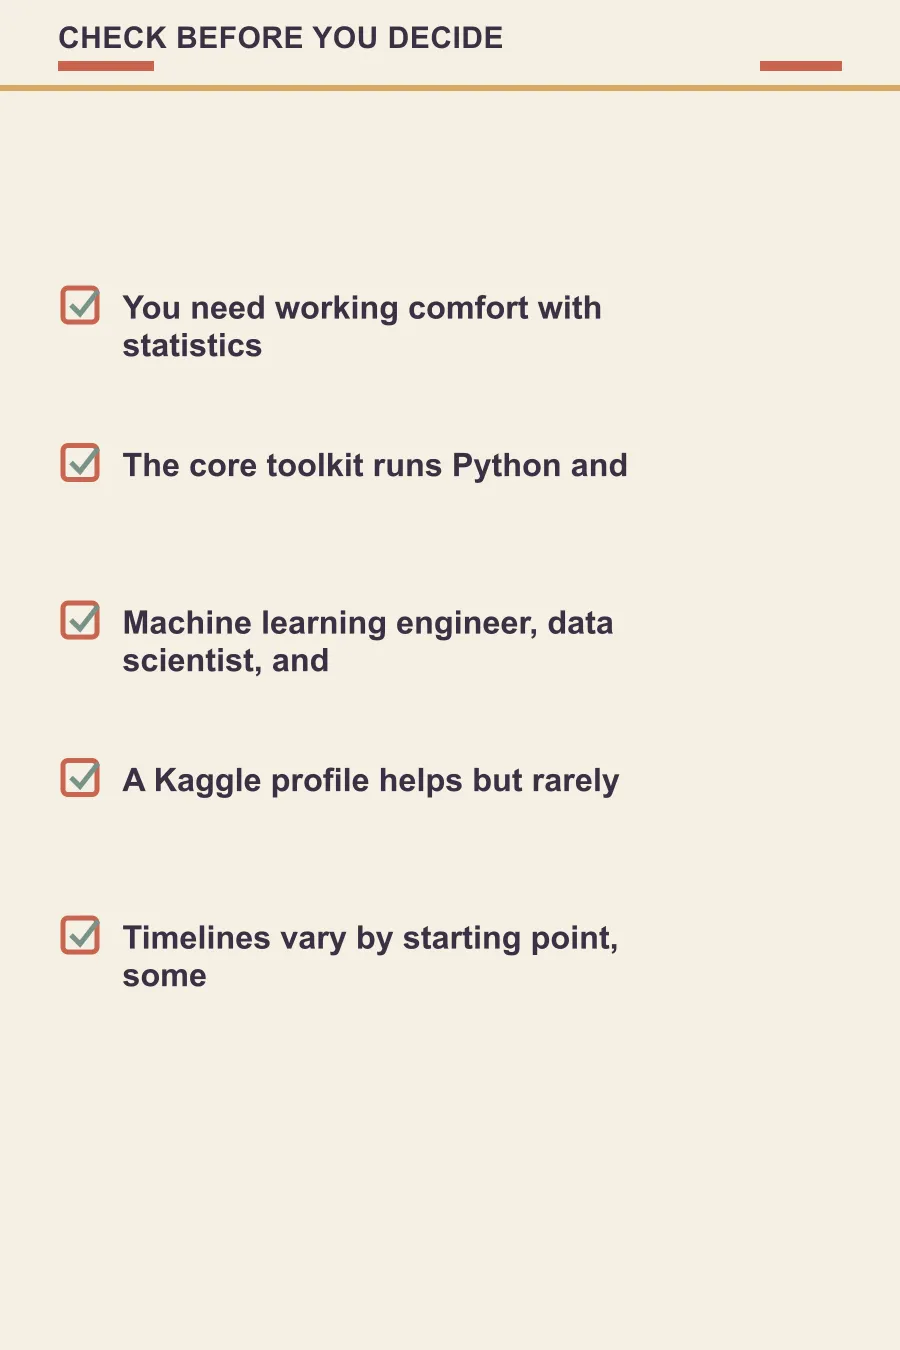 CHECK BEFORE YOU DECIDE
You need working comfort with
statistics
The core toolkit runs Python and
Machine learning engineer, data
scientist, and
A Kaggle profile helps but rarely
Timelines vary by starting point,
some